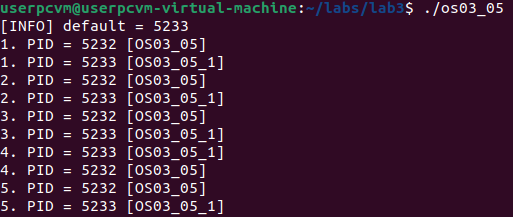 userpcvm@userpcvm-virtual-machine:~/labs/lab3$ ./os03_05
[INFO] default = 5233
1. PID = 5232 [OS03_05]
1. PID = 5233 [OS03_05_1]
2. PID = 5232 [OS03_05]
2. PID = 5233 [OS03_05_1]
3. PID = 5232 [OS03_05]
3. PID = 5233 [OS03_05_1]
4. PID = 5233 [OS03_05_1]
4. PID = 5232 [OS03_05]
5. PID = 5232 [OS03_05]
5. PID = 5233 [OS03_05_1]